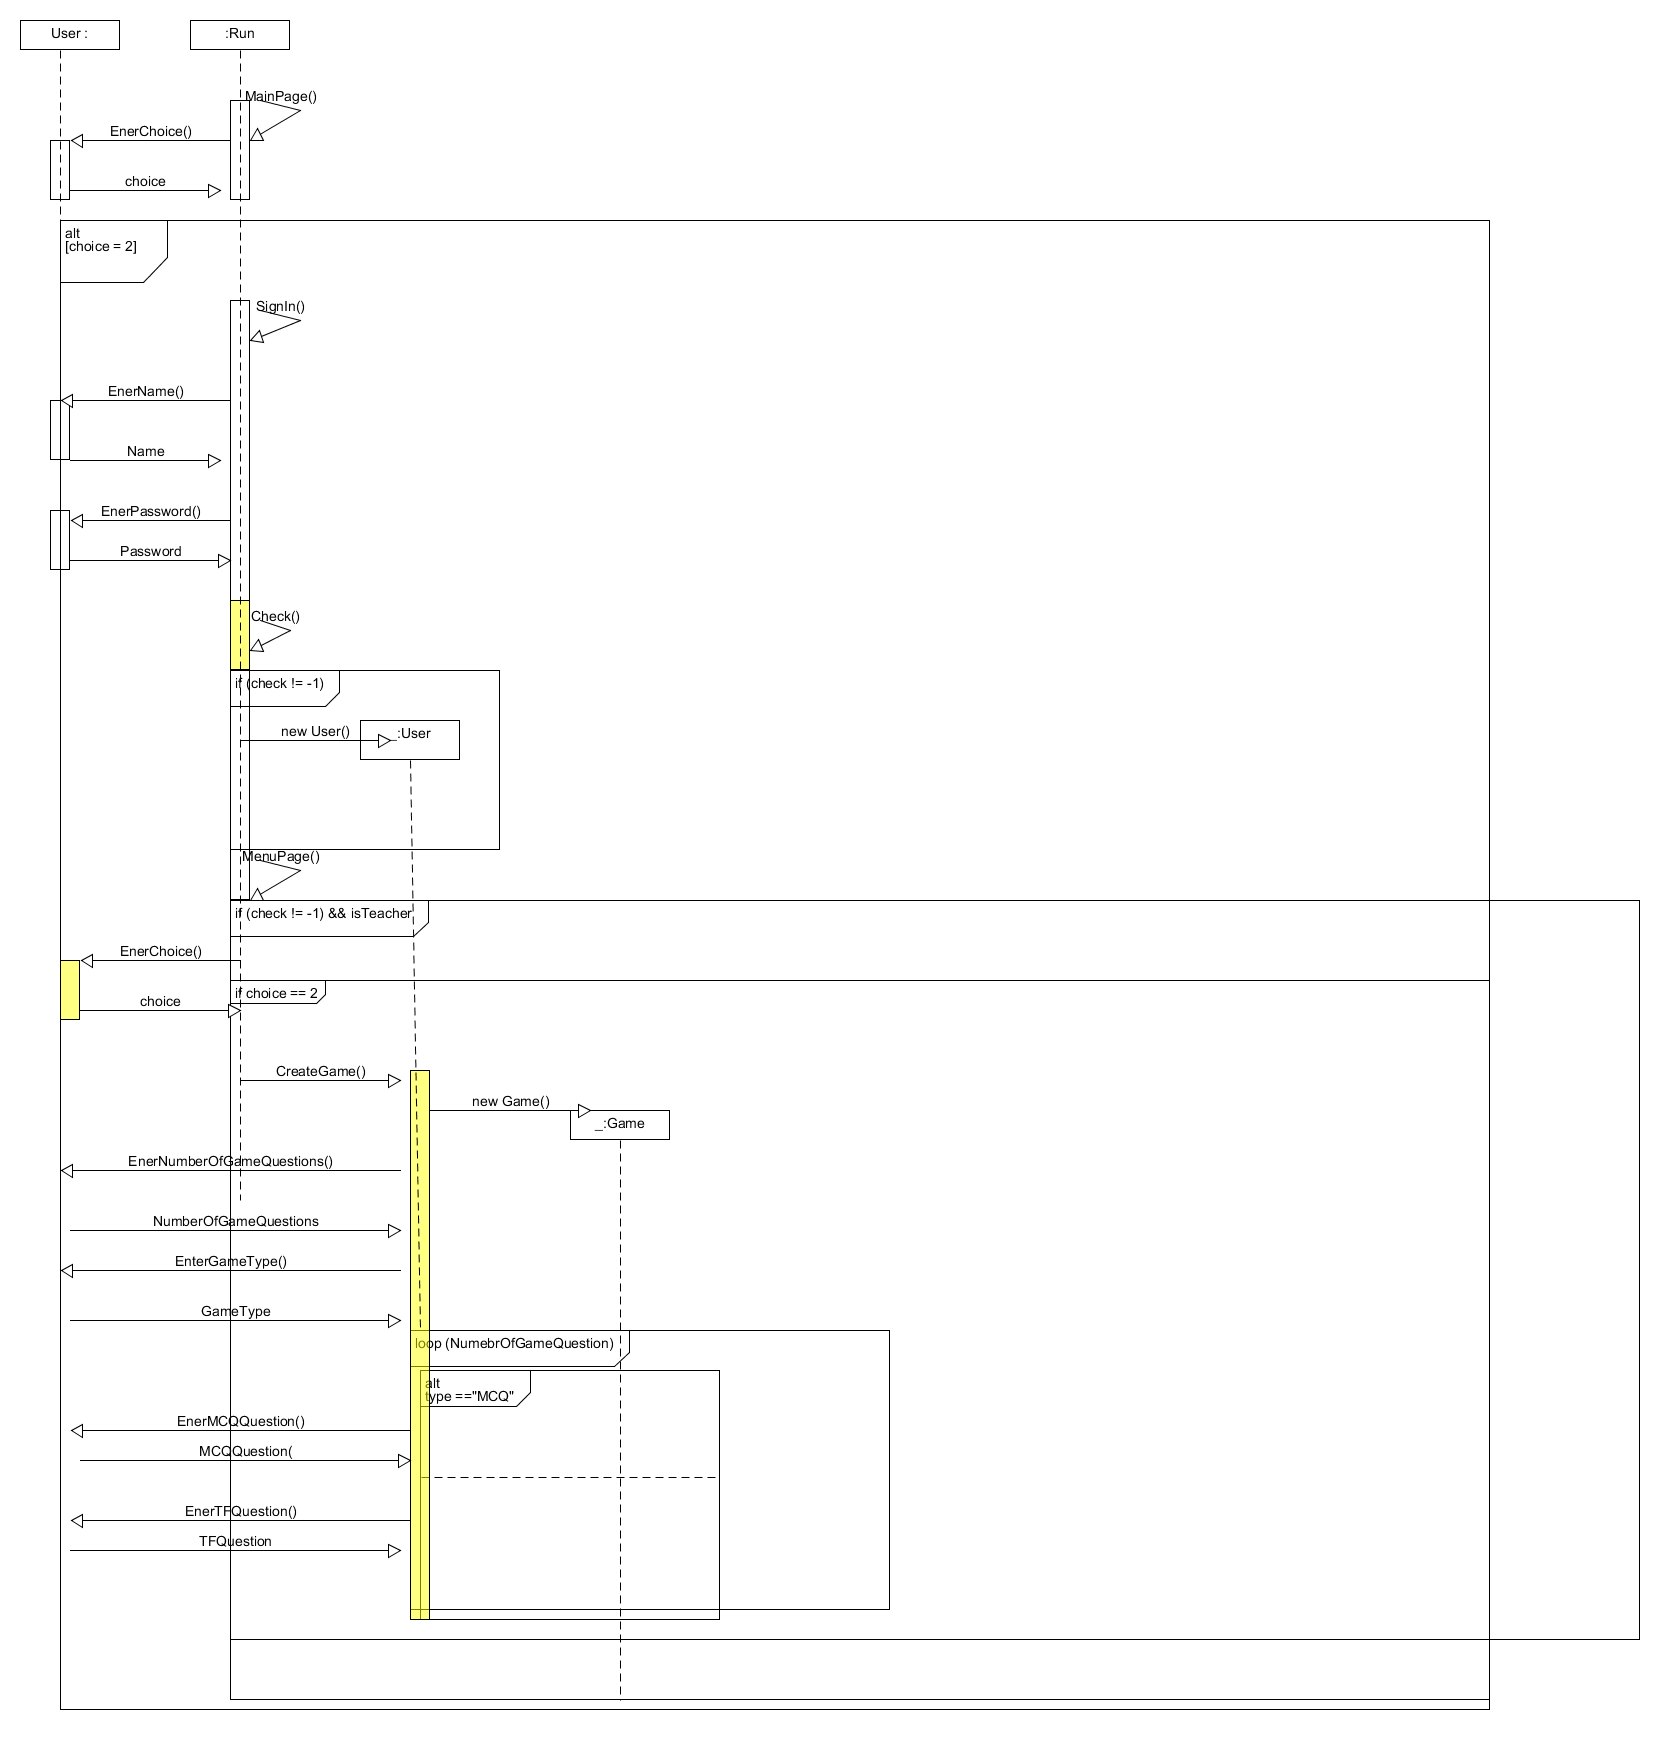 User :
:Run
MainPage()
EnerChoice()
choice
alt
[choice = 2]
SignIn()
EnerName()
Name
EnerPassword()
Password
Check()
if (check != -1)
new User()
_:User
MenuPage()
if (check != -1) && isTeacher
EnerChoice()
if choice == 2
choice
CreateGame()
new Game()
_:Game
EnerNumberOfGameQuestions()
NumberOfGameQuestions
EnterGameType()
GameType
loop (NumebrOfGameQuestion)
alt
type =="MCQ"
EnerMCQQuestion()
MCQQuestion(
EnerTFQuestion()
TFQuestion